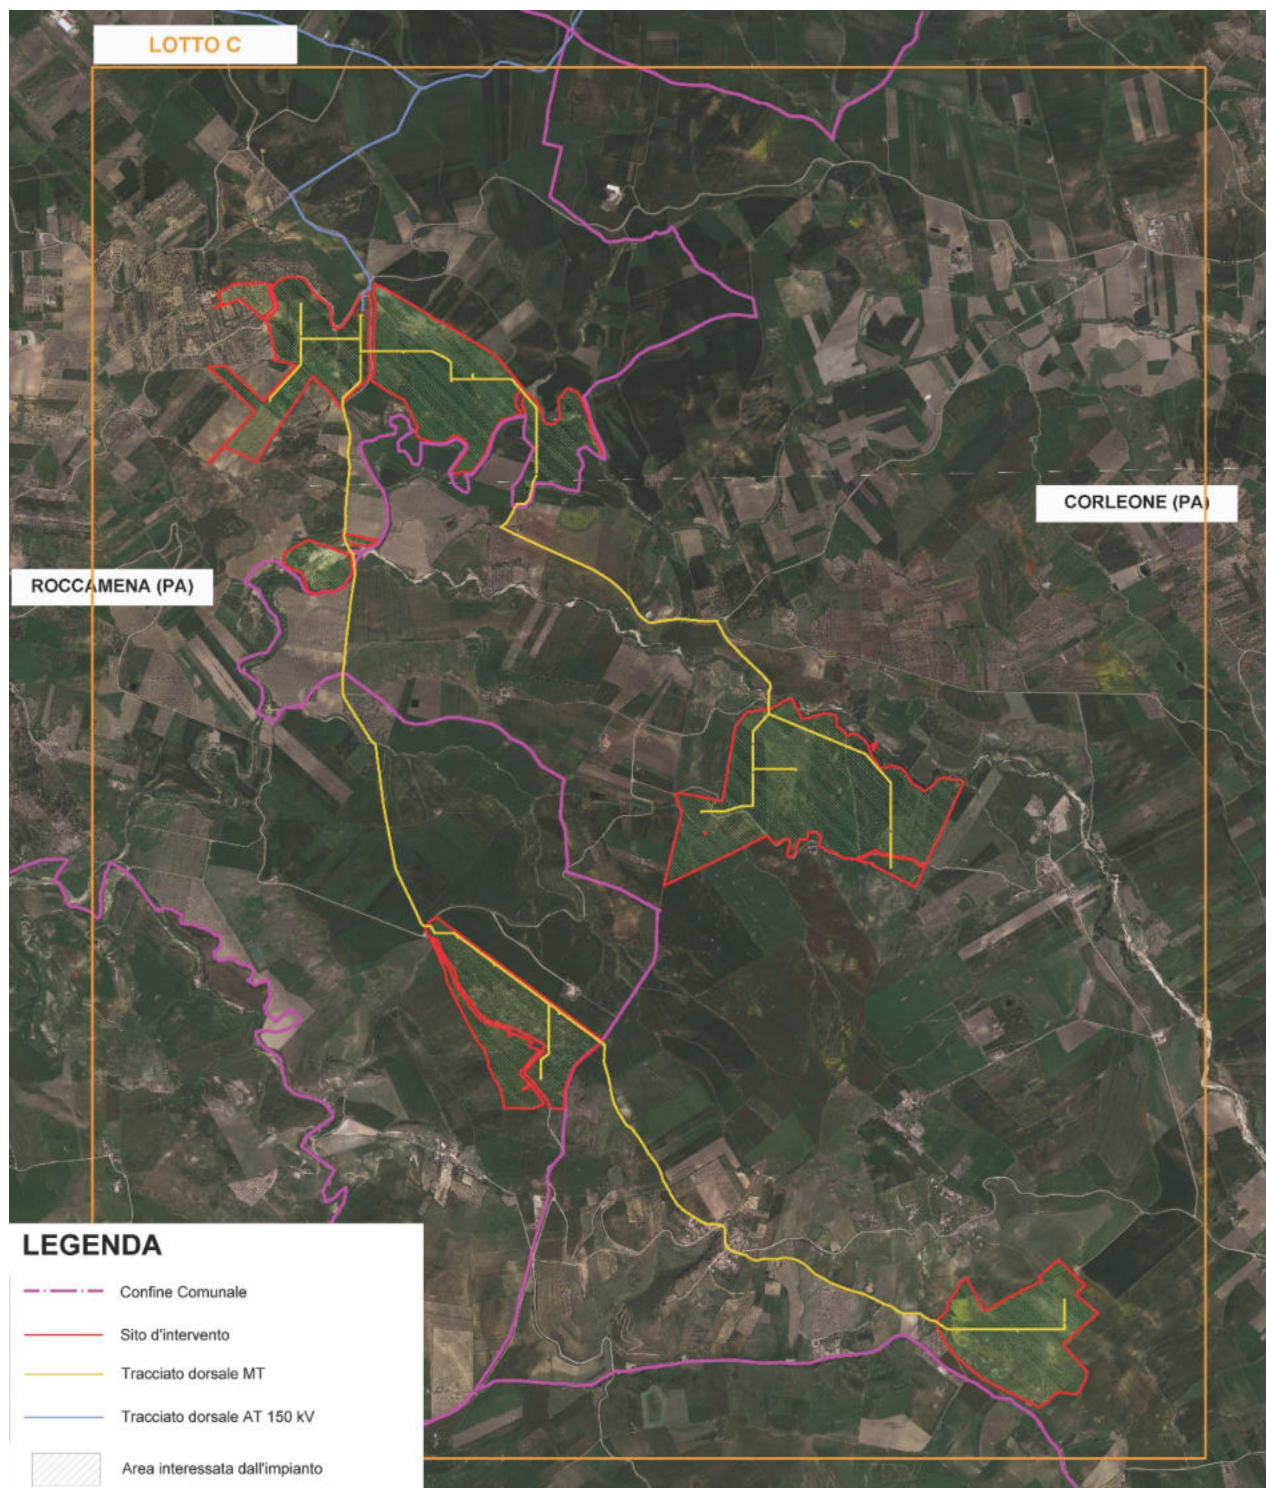 LOTTO C
CORLEONE (PA)
ROCCAMENA (PA)
LEGENDA
Confine Comunale
Sito d'intervento
Tracciato dorsale MT
Tracciato dorsale AT 150 kV
Area interessata dall'impianto